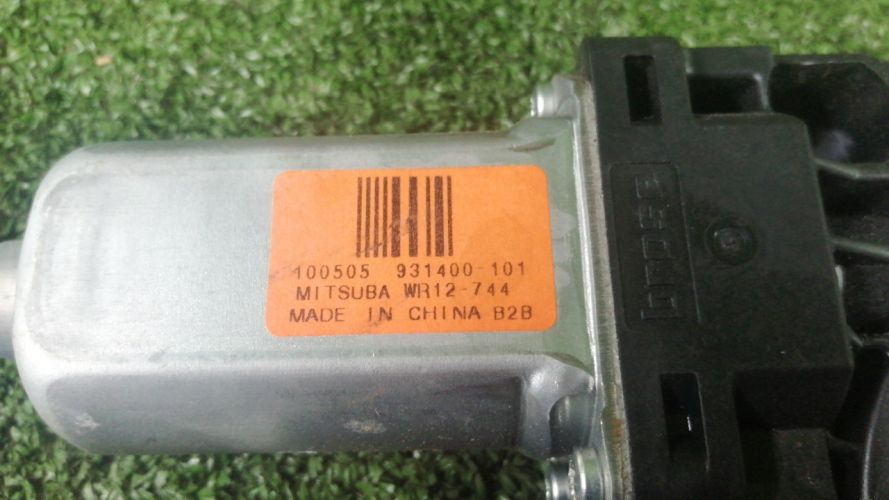 100505 931400-101
MITSUBA WR12-744
MADE IN CHINA B2B
brose